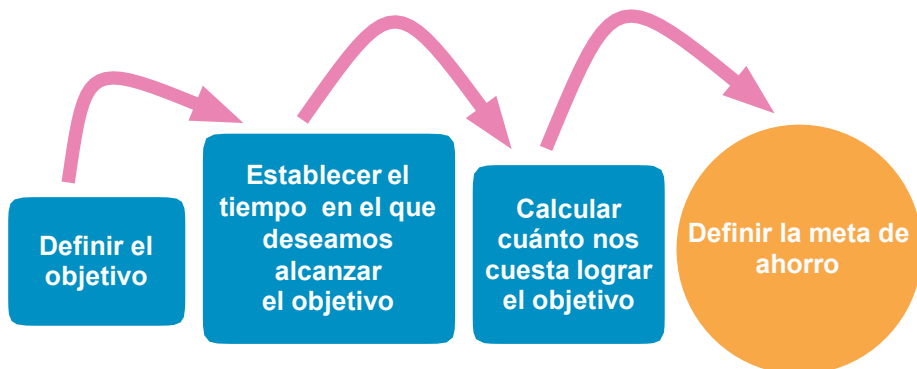 Definir el
objetivo
Establecer el
tiempo en el que
deseamos
alcanzar
el objetivo
Calcular
cuánto nos
cuesta lograr
el objetivo
Definir la meta de
ahorro